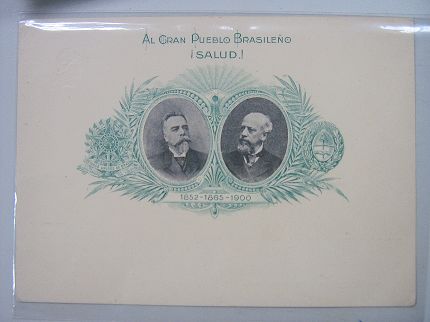 AL GRAN PUEBLO BRASILEÑO
¡SALUD!
1852-1865-1900